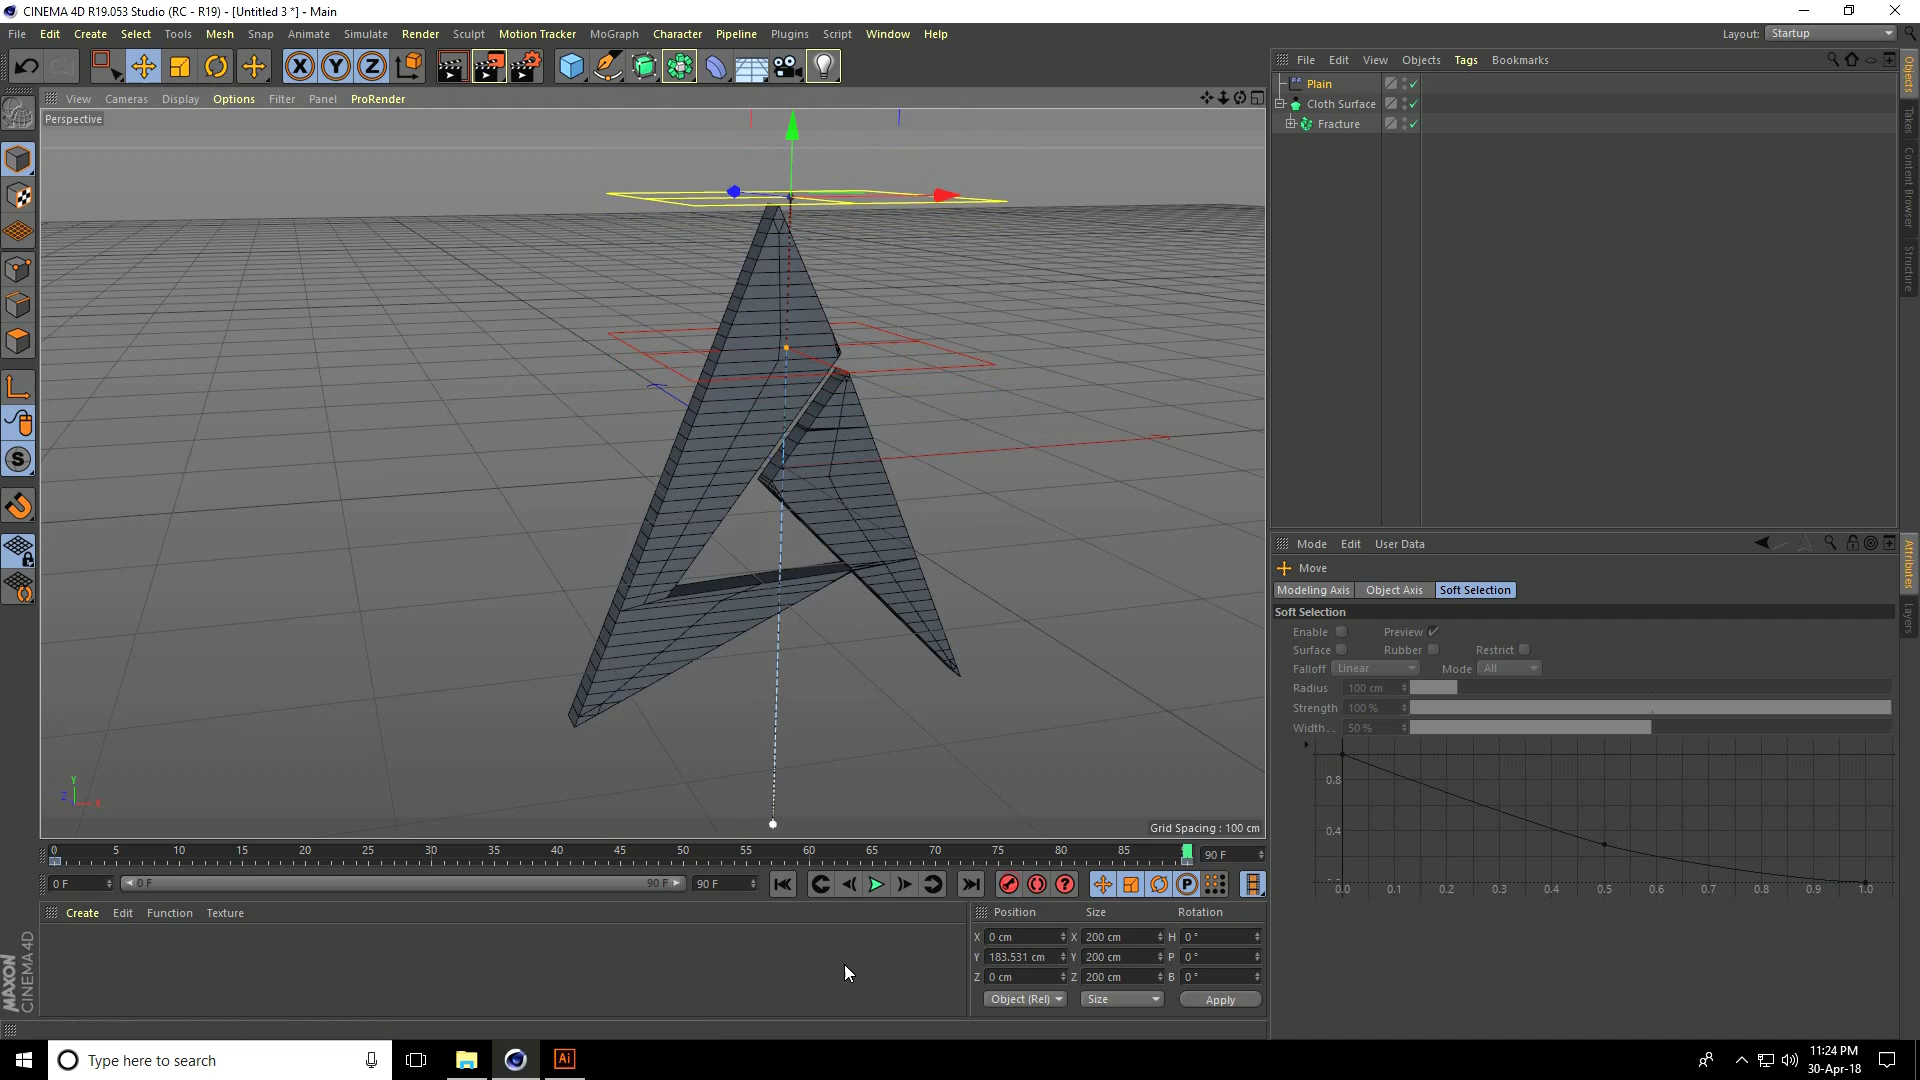 CINEMA 4D R19.053 Studio (RC - R19) - [Untitled 3 *] - Main
File Edit Create Select Tools Mesh Snap Animate Simulate Render Sculpt Motion Tracker MoGraph Character Pipeline Plugins Script Window Help
Layout: Startup
File Edit View Objects Tags Bookmarks
View Cameras Display Options Filter Panel ProRender
Perspective
Plain
Cloth Surface
Fracture
Objects
Takes
Content Browser
Structure
Mode Edit User Data
Move
Modeling Axis Object Axis Soft Selection
Soft Selection
Enable Preview
Surface Rubber Restrict
Falloff Linear Mode All
Radius 100 cm
Strength 100 %
Width . . 50 %
0.8
0.4
0.0 0.1 0.2 0.3 0.4 0.5 0.6 0.7 0.8 0.9 1.0
Attributes
Layers
Y
Z X
Grid Spacing : 100 cm
0 5 10 15 20 25 30 35 40 45 50 55 60 65 70 75 80 85 90 F
0 F 0 F 90 F 90 F
Create Edit Function Texture
Position Size Rotation
X 0 cm X 200 cm H 0 °
Y 183.531 cm Y 200 cm P 0 °
Z 0 cm Z 200 cm B 0 °
Object (Rel) Size Apply
MAXON
CINEMA 4D
Type here to search
Ai
11:24 PM
30-Apr-18